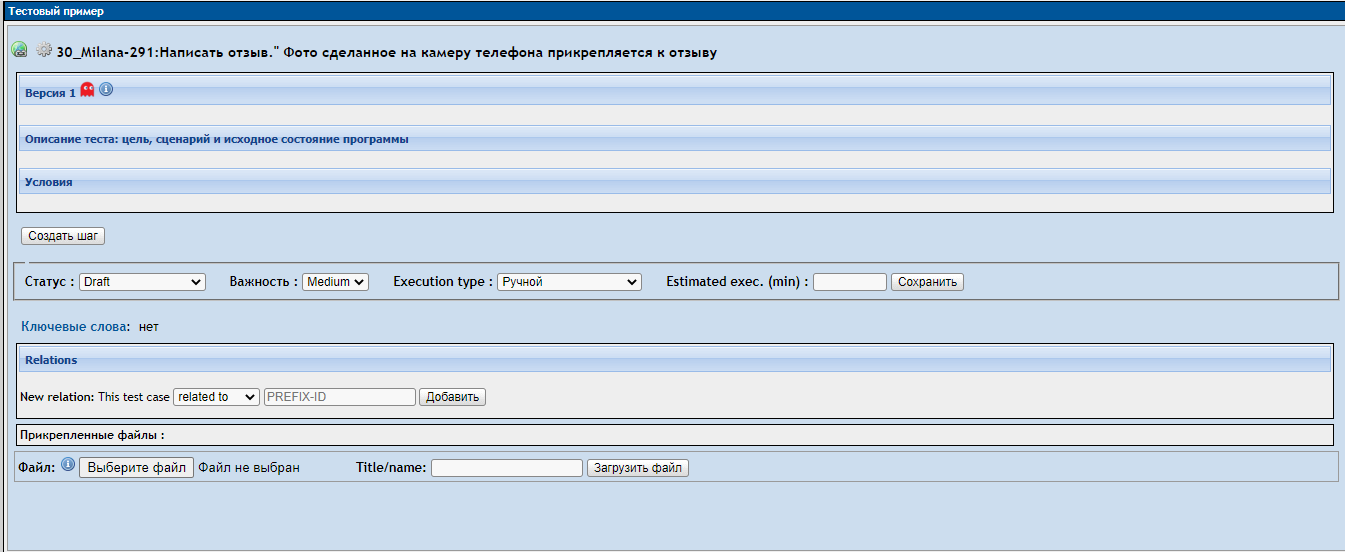 Тестовый пример
30_Milana-291:Написать отзыв." Фото сделанное на камеру телефона прикрепляется к отзыву
Версия 1
Описание теста: цель, сценарий и исходное состояние программы
Условия
Создать шаг
Статус : Draft Важность : Medium Execution type : Ручной Estimated exec. (min) : Сохранить
Ключевые слова: нет
Relations
New relation: This test case related to PREFIX-ID Добавить
Прикрепленные файлы :
Файл: Выберите файл Файл не выбран Title/name: Загрузить файл